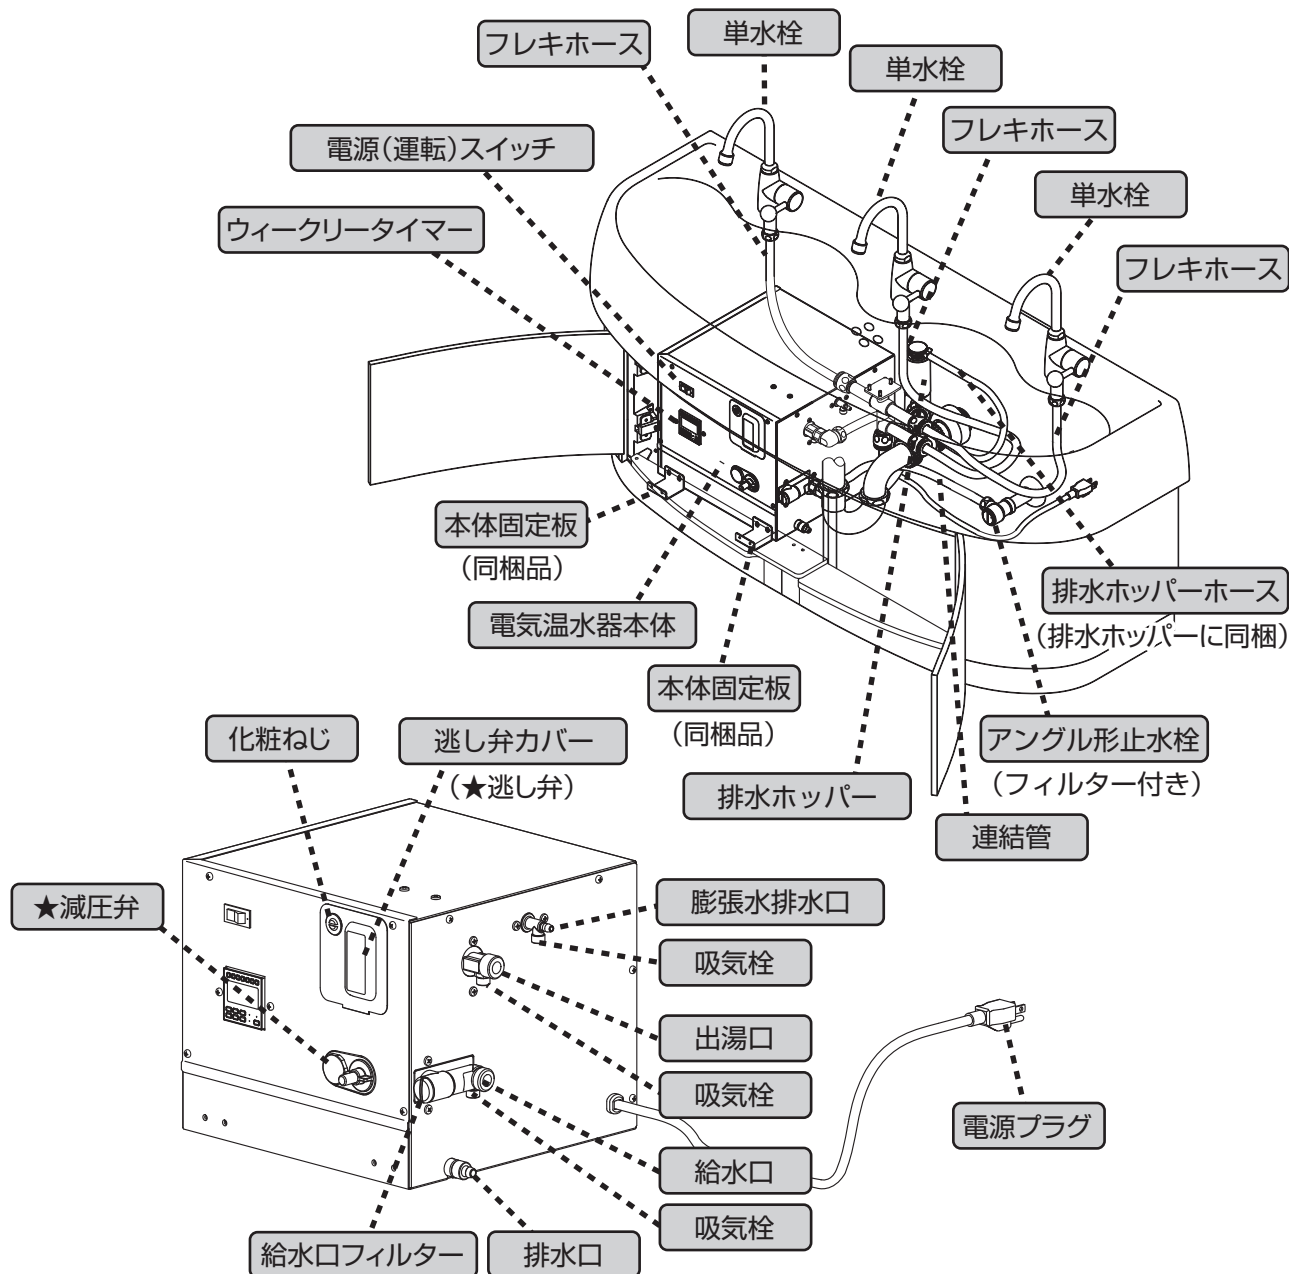 単水栓
フレキホース
単水栓
フレキホース
電源（運転）スイッチ
単水栓
ウィークリータイマー
フレキホース
本体固定板
（同梱品）
排水ホッパーホース
（排水ホッパーに同梱）
電気温水器本体
本体固定板
（同梱品）
アングル形止水栓
（フィルター付き）
排水ホッパー
連結管
化粧ねじ
逃し弁カバー
（★逃し弁）
★減圧弁
膨張水排水口
吸気栓
出湯口
吸気栓
電源プラグ
給水口
吸気栓
給水口フィルター
排水口